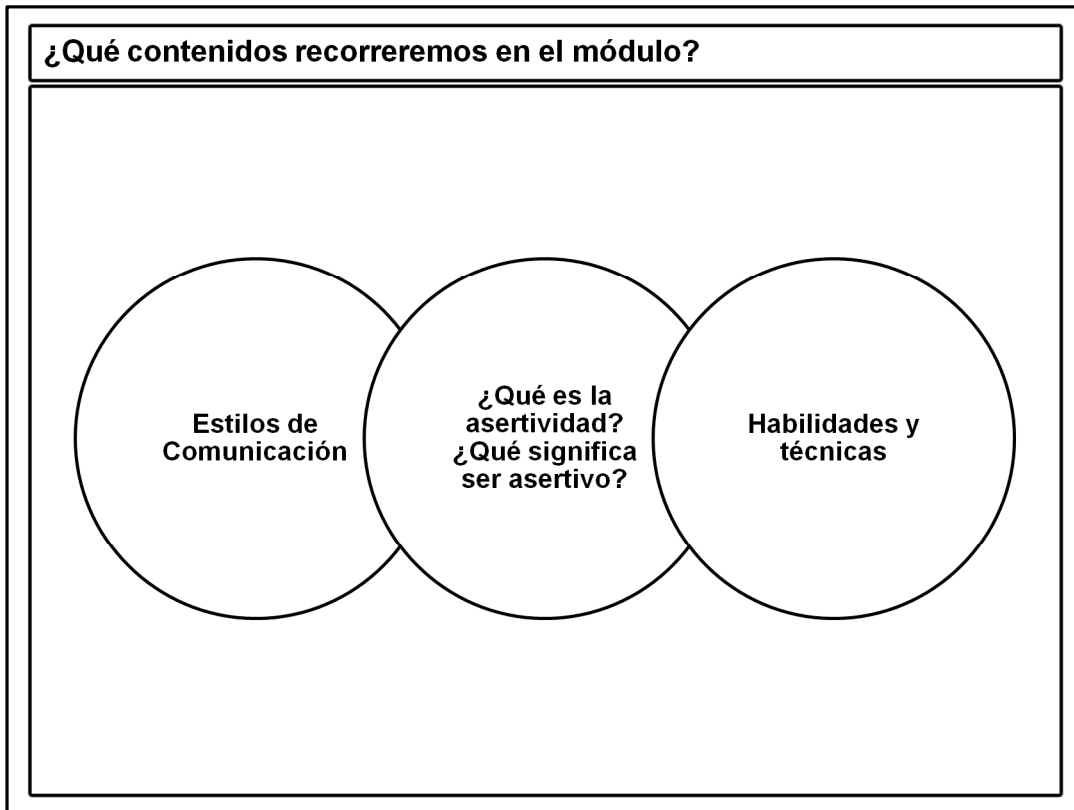 ¿Qué contenidos recorreremos en el módulo?
Estilos de
Comunicación
¿Qué es la
asertividad?
¿Qué significa
ser asertivo?
Habilidades y
técnicas